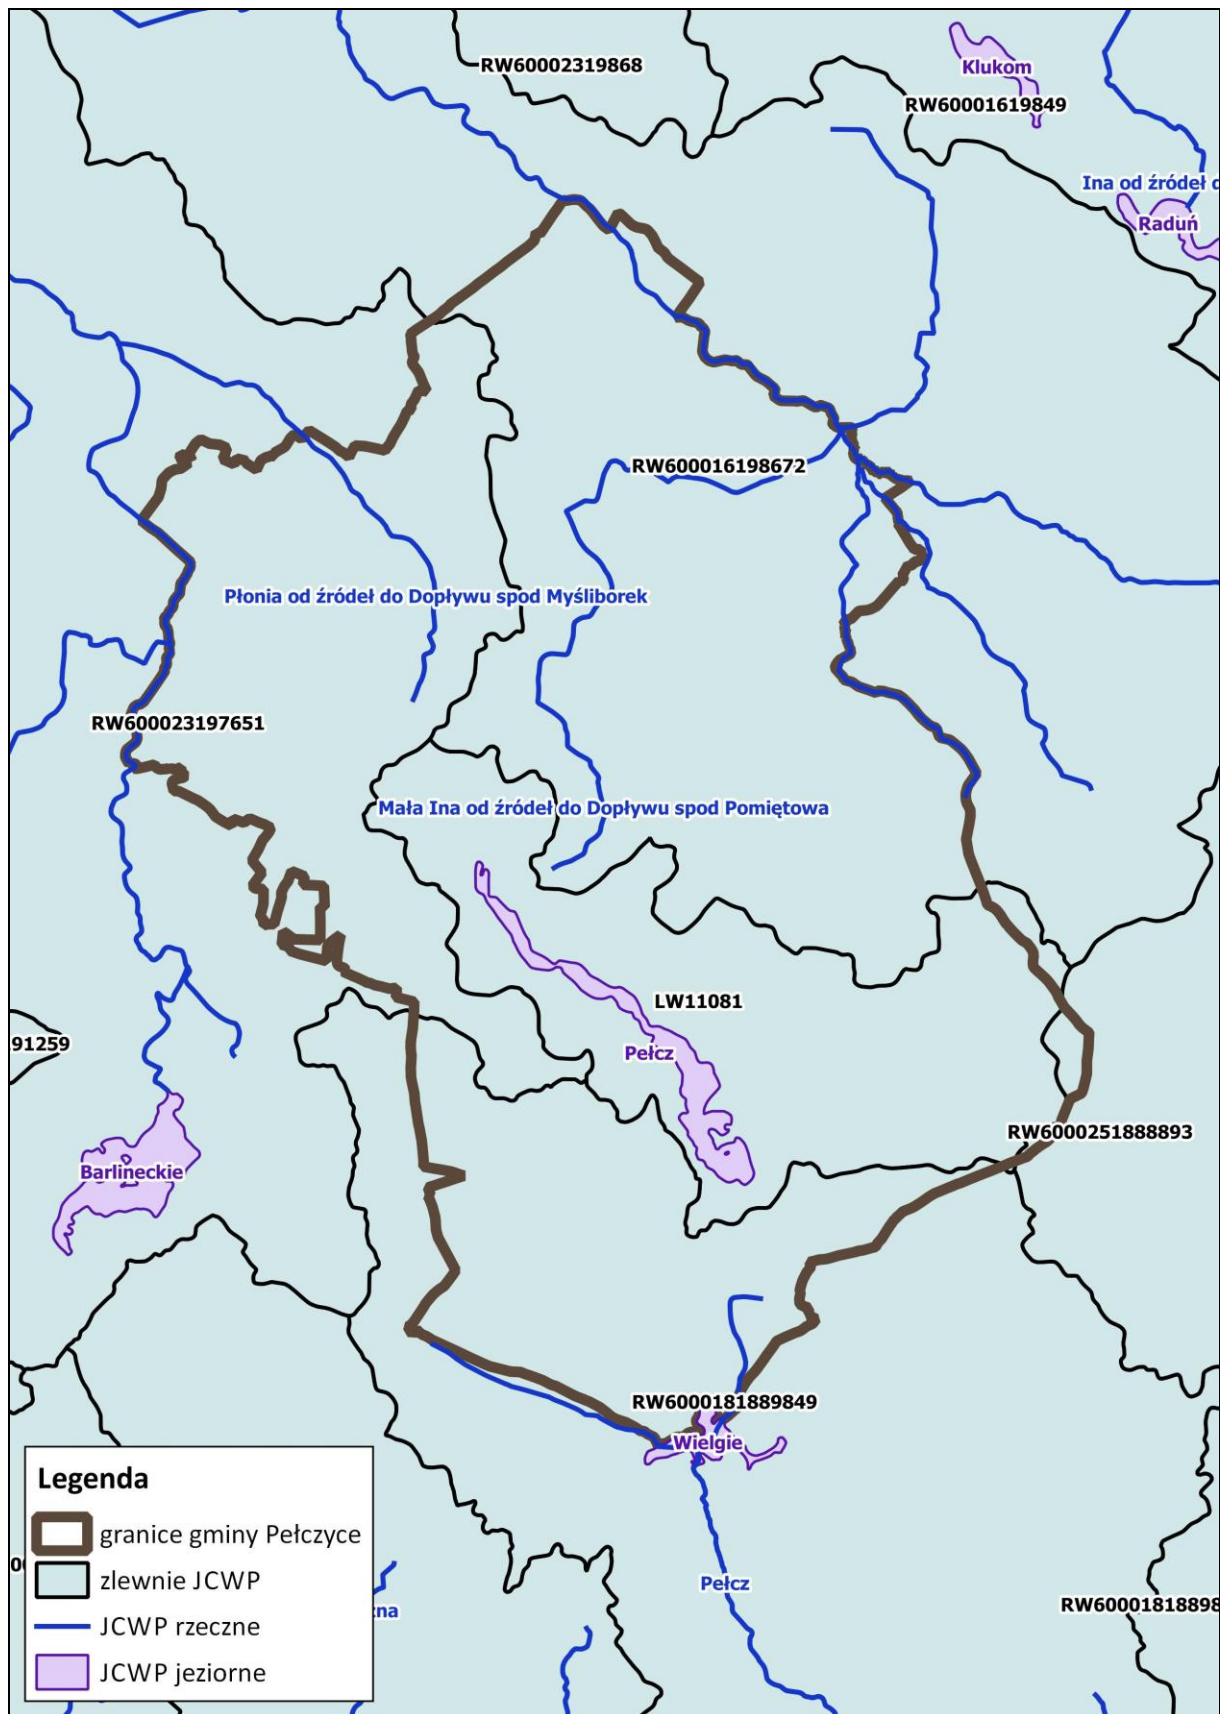 RW60002319868
Klukom
RW60001619849
Ina od źródeł d
Raduń
RW600016198672
Płonia od źródeł do Dopływu spod Myśliborek
RW600023197651
Mała Ina od źródeł do Dopływu spod Pomiętowa
LW11081
91259
Pełcz
RW6000251888893
Barlineckie
RW6000181889849
Wielgie
Legenda
granice gminy Pełczyce
zlewnie JCWP
JCWP rzeczne
JCWP jeziorne
Pełcz
zna
RW60001818898